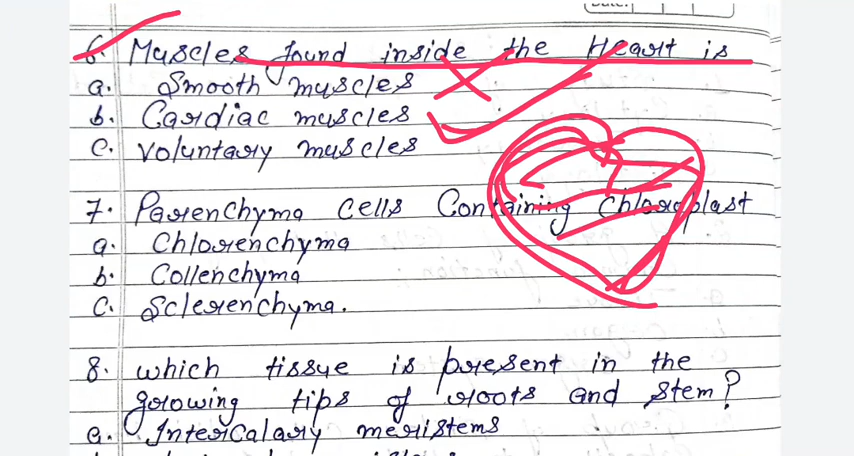 6. Muscles found inside the Heart is
a. Smooth muscles
b. Cardiac muscles
c. Voluntary muscles
7. Parenchyma cells Containing Chloroplast
a. Chlorenchyma
b. Collenchyma
c. Sclerenchyma.
8. which tissue is present in the
growing tips of roots and stem?
a. Intercalary meristems